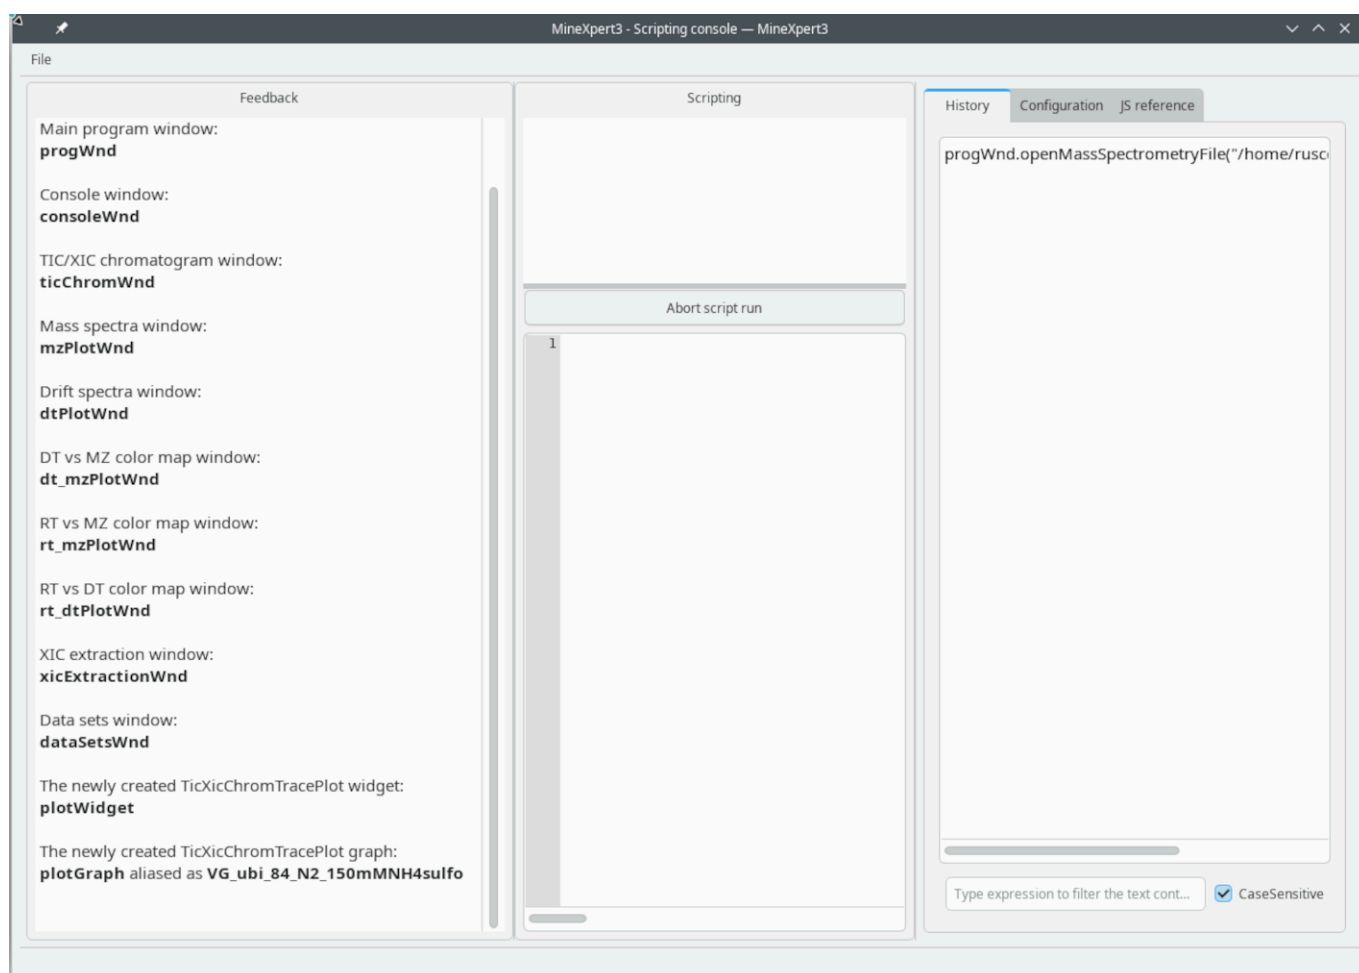 MineXpert3 - Scripting console — MineXpert3
File
Feedback
Main program window:
progWnd
Console window:
consoleWnd
TIC/XIC chromatogram window:
ticChromWnd
Mass spectra window:
mzPlotWnd
Drift spectra window:
dtPlotWnd
DT vs MZ color map window:
dt_mzPlotWnd
RT vs MZ color map window:
rt_mzPlotWnd
RT vs DT color map window:
rt_dtPlotWnd
XIC extraction window:
xicExtractionWnd
Data sets window:
dataSetsWnd
The newly created TicXicChromTracePlot widget:
plotWidget
The newly created TicXicChromTracePlot graph:
plotGraph aliased as VG_ubi_84_N2_150mMNH4sulfo
Scripting
Abort script run
1
History Configuration JS reference
progWnd.openMassSpectrometryFile("/home/rusc
Type expression to filter the text cont... CaseSensitive